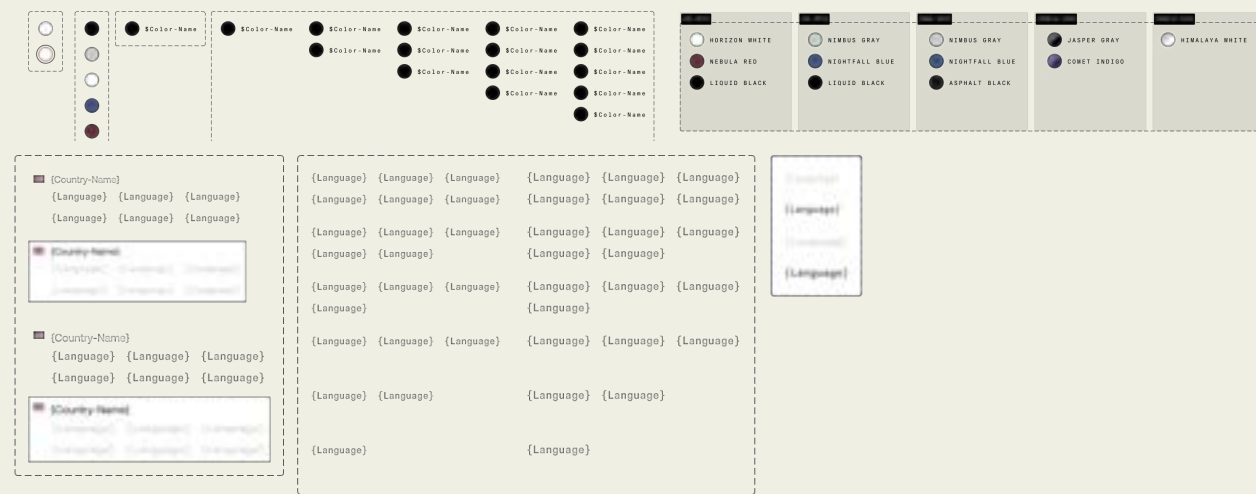 $Color-Name $Color-Name $Color-Name $Color-Name $Color-Name $Color-Name
$Color-Name $Color-Name $Color-Name $Color-Name
$Color-Name $Color-Name $Color-Name
$Color-Name $Color-Name
$Color-Name
HORIZON WHITE
NEBULA RED
LIQUID BLACK
NIMBUS GRAY
NIGHTFALL BLUE
LIQUID BLACK
NIMBUS GRAY
NIGHTFALL BLUE
ASPHALT BLACK
JASPER GRAY
COMET INDIGO
HIMALAYA WHITE
{Country-Name}
{Language} {Language} {Language}
{Language} {Language} {Language}
{Country-Name}
{Country-Name}
{Language} {Language} {Language}
{Language} {Language} {Language}
{Country-Name}
{Language} {Language} {Language} {Language} {Language} {Language}
{Language} {Language} {Language} {Language} {Language} {Language}
{Language} {Language} {Language} {Language} {Language} {Language}
{Language} {Language} {Language} {Language}
{Language} {Language} {Language} {Language} {Language} {Language}
{Language} {Language}
{Language} {Language} {Language} {Language} {Language} {Language}
{Language} {Language} {Language} {Language}
{Language} {Language}
{Language}
{Language}